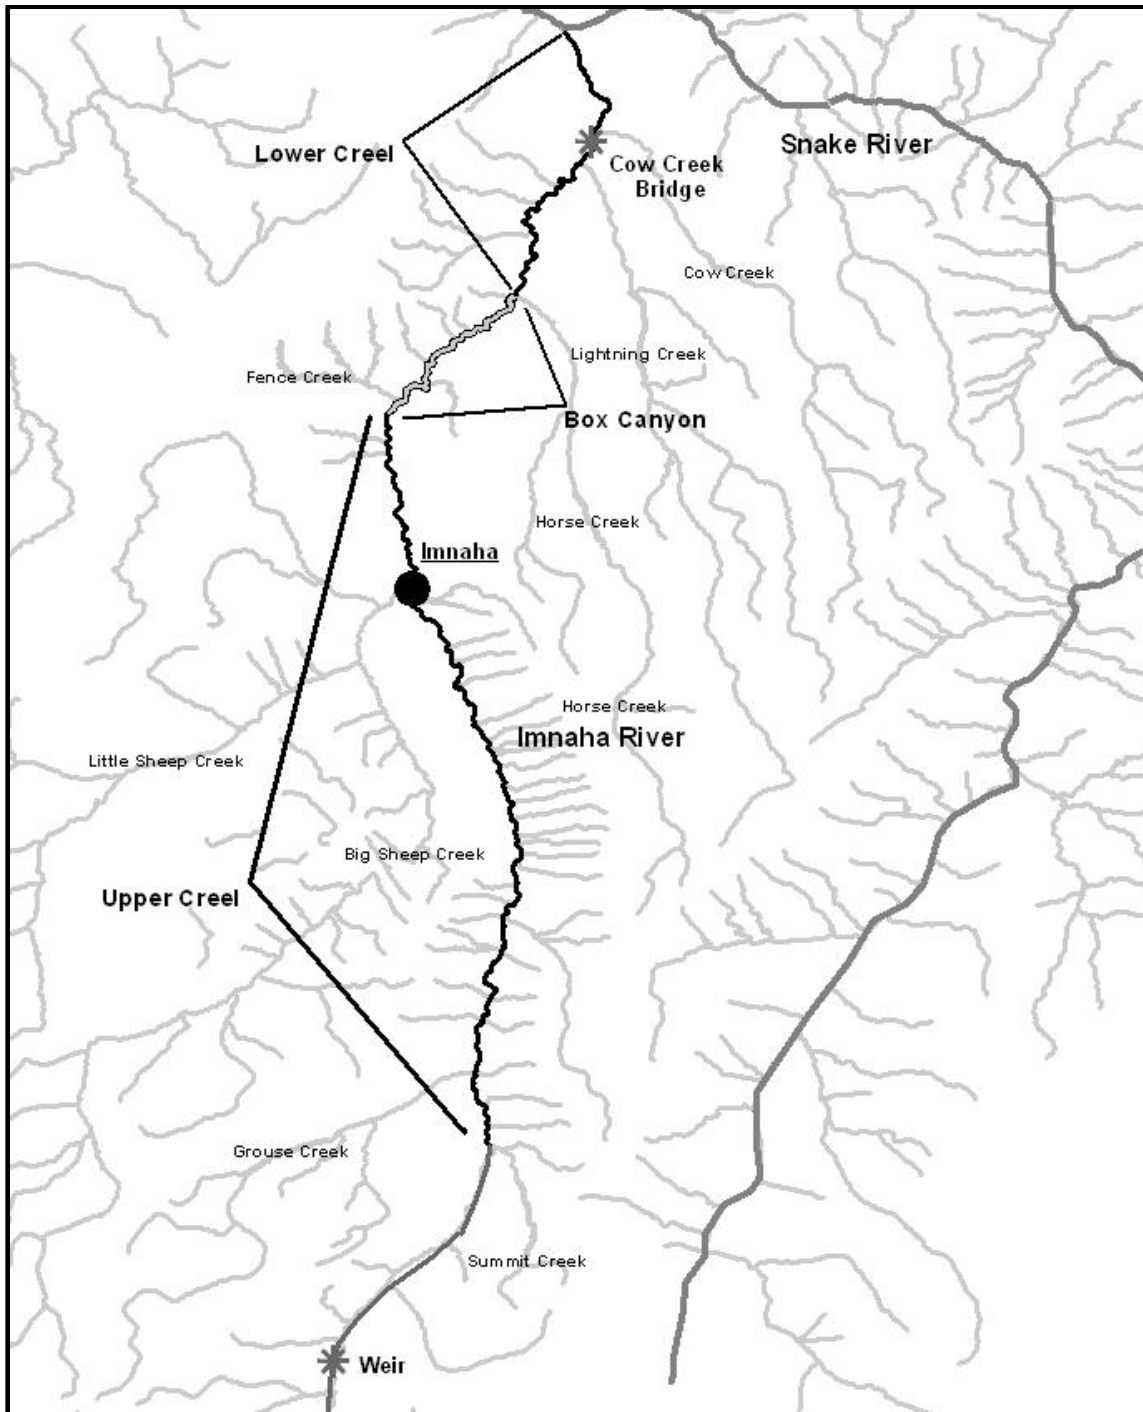 Lower Creel
Snake River
Cow Creek
Bridge
Cow Creek
Lightning Creek
Fence Creek
Box Canyon
Horse Creek
Imnaha
Horse Creek
Imnaha River
Little Sheep Creek
Big Sheep Creek
Upper Creel
Grouse Creek
Summit Creek
Weir